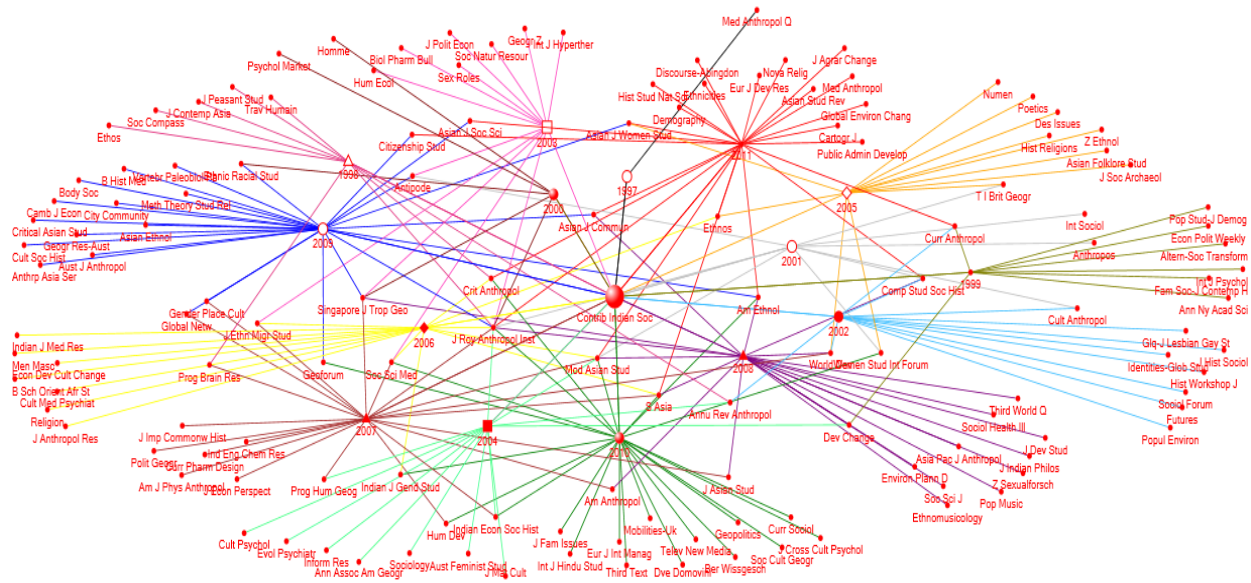 Med Anthropol Q
Homme
Psychol Market
J Polit Econ
Geogr Z
Int J Hyperther
Soc Natur Resour
Biol Pharm Bull
Sex Roles
Hum Ecol
J Agrar Change
Discourse-Abingdon
Nova Relig
Eur J Dev Res
Med Anthropol
Ethnicities
Hist Stud Nat Sci
Asian Stud Rev
Demography
Global Environ Chang
Cartogr J
Public Admin Develop
Numen
Poetics
Des Issues
Z Ethnol
Hist Religions
Asian Folklore Stud
J Soc Archaeol
J Peasant Stud
Trav Humain
J Contemp Asia
Soc Compass
Ethos
Asian J Soc Sci
Citizenship Stud
Asian J Women Stud
2003
2011
1998
1997
2000
2005
Antipode
Ethnic Racial Stud
B Hist Med
Body Soc
Math Theory Stud Rel
Camb J Econ
City Community
Critical Asian Stud
Asian Ethnol
Geogr Res-Aust
Cult Soc Hist
Aust J Anthropol
Anthrp Asia Ser
2009
Asian J Commun
Ethnos
T I Brit Geogr
Int Sociol
Curr Anthropol
Anthropos
2001
1999
Pop Stud-J Demog
Econ Polit Weekly
Altern-Soc Transform
Int J Psychol
Fam Soc-J Contemp H
Ann Ny Acad Sci
Crit Anthropol
Comp Stud Soc Hist
Singapore J Trop Geo
Contrib Indian Soc
Am Ethnol
Cult Anthropol
Gender Place Cult
Global Netw
J Ethn Migr Stud
2006
J Roy Anthropol Inst
2002
Indian J Med Res
Men Masc
Econ Dev Cult Change
B Sch Orient Afr St
Cult Med Psychiat
Religion
J Anthropol Res
Prog Brain Res
Geoforum
Soc Sci Med
Mod Asian Stud
2008
Women Stud Int Forum
Glq-J Lesbian Gay St
J Hist Sociol
Identities-Glob Stud
Hist Workshop J
Sociol Forum
Futures
Popul Environ
S Asia
Annu Rev Anthropol
Dev Change
Third World Q
Sociol Health Ill
J Dev Stud
J Indian Philos
Asia Pac J Anthropol
Environ Plann D
Z Sexualforsch
Soc Sci J
Pop Music
Ethnomusicology
2007
2004
2010
J Imp Commonw Hist
Ind Eng Chem Res
Polit Geogr
Curr Pharm Design
Am J Phys Anthropol
J Econ Perspect
Prog Hum Geog
Indian J Gend Stud
J Asian Stud
Am Anthropol
Indian Econ Soc Hist
Hum Dev
Cult Psychol
Evol Psychiatr
Inform Res
Ann Assoc Am Geogr
Sociology
Aust Feminist Stud
J Mat Cult
J Fam Issues
Int J Hindu Stud
Eur J Int Manag
Third Text
Mobilities-Uk
Telev New Media
Dve Domovini
Ber Wissgesch
Geopolitics
Curr Sociol
J Cross Cult Psychol
Soc Cult Geogr